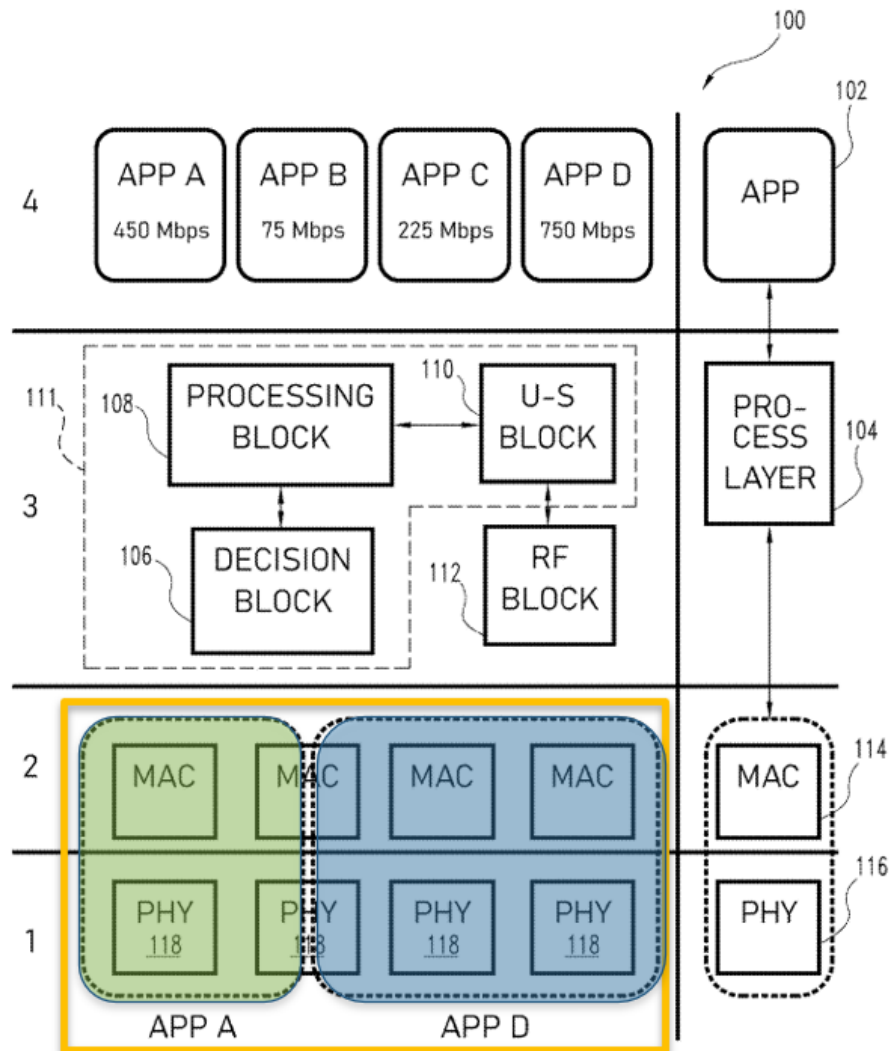 100
102
4
APP A
450 Mbps
APP B
75 Mbps
APP C
225 Mbps
APP D
750 Mbps
APP
3
111
108
PROCESSING
BLOCK
110
U-S
BLOCK
PRO-
CESS
LAYER
104
106
DECISION
BLOCK
112
RF
BLOCK
2
MAC
MAC
MAC
MAC
MAC
114
1
PHY
118
PHY
118
PHY
118
PHY
118
PHY
116
APP A
APP D